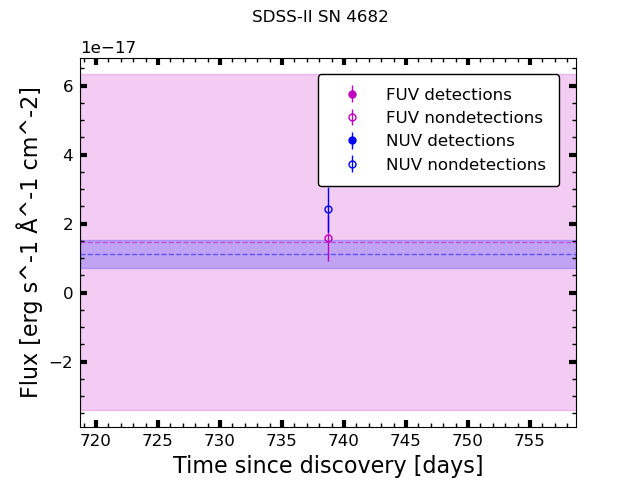 SDSS-II SN 4682
1e−17
FUV detections
FUV nondetections
NUV detections
NUV nondetections
6
4
2
0
−2
Flux [erg s^-1 Å^-1 cm^-2]
720 725 730 735 740 745 750 755
Time since discovery [days]